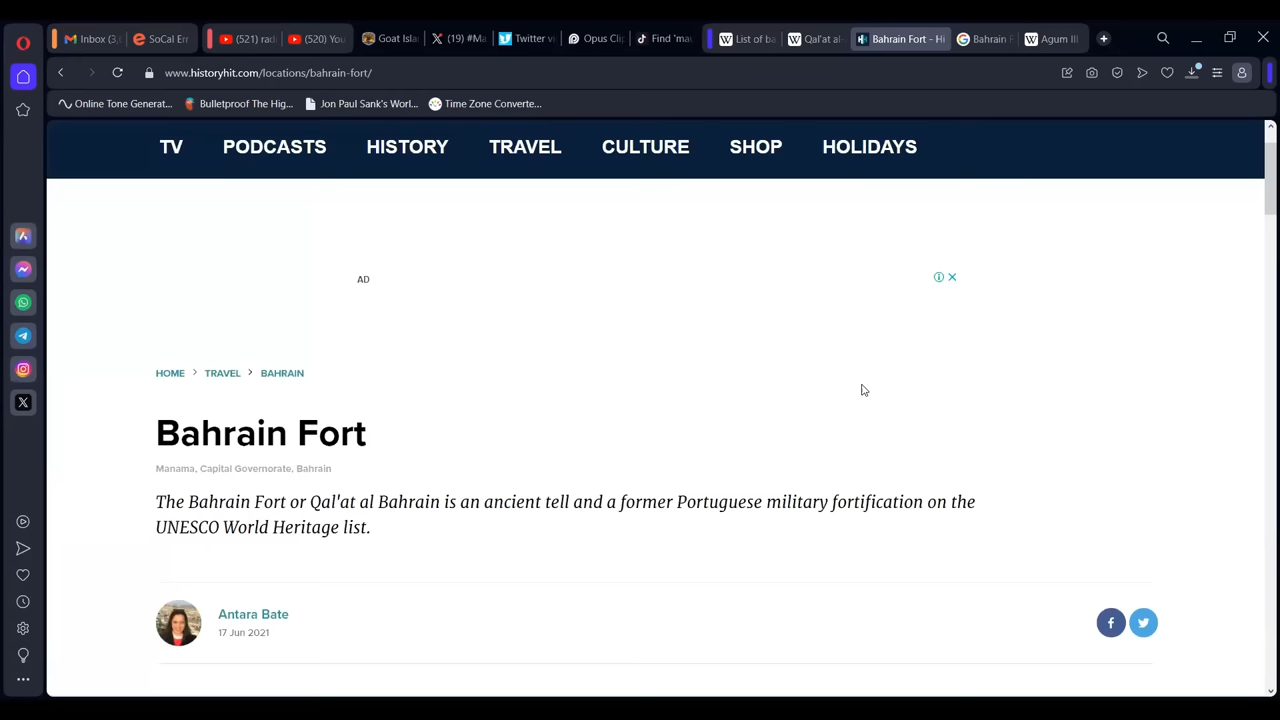 Inbox (3,
SoCal Err
(521) rad
(520) You
Goat Isla
(19) #Ma
Twitter vi
Opus Cli
Find 'ma
List of ba
Qal'at al-
Bahrain Fort - Hi
Bahrain F
Agum III
www.historyhit.com/locations/bahrain-fort/
Online Tone Generat...
Bulletproof The Hig...
Jon Paul Sank's Worl...
Time Zone Converte...
TV PODCASTS HISTORY TRAVEL CULTURE SHOP HOLIDAYS
AD
HOME > TRAVEL > BAHRAIN
Bahrain Fort
Manama, Capital Governorate, Bahrain
The Bahrain Fort or Qal'at al Bahrain is an ancient tell and a former Portuguese military fortification on the
UNESCO World Heritage list.
Antara Bate
17 Jun 2021